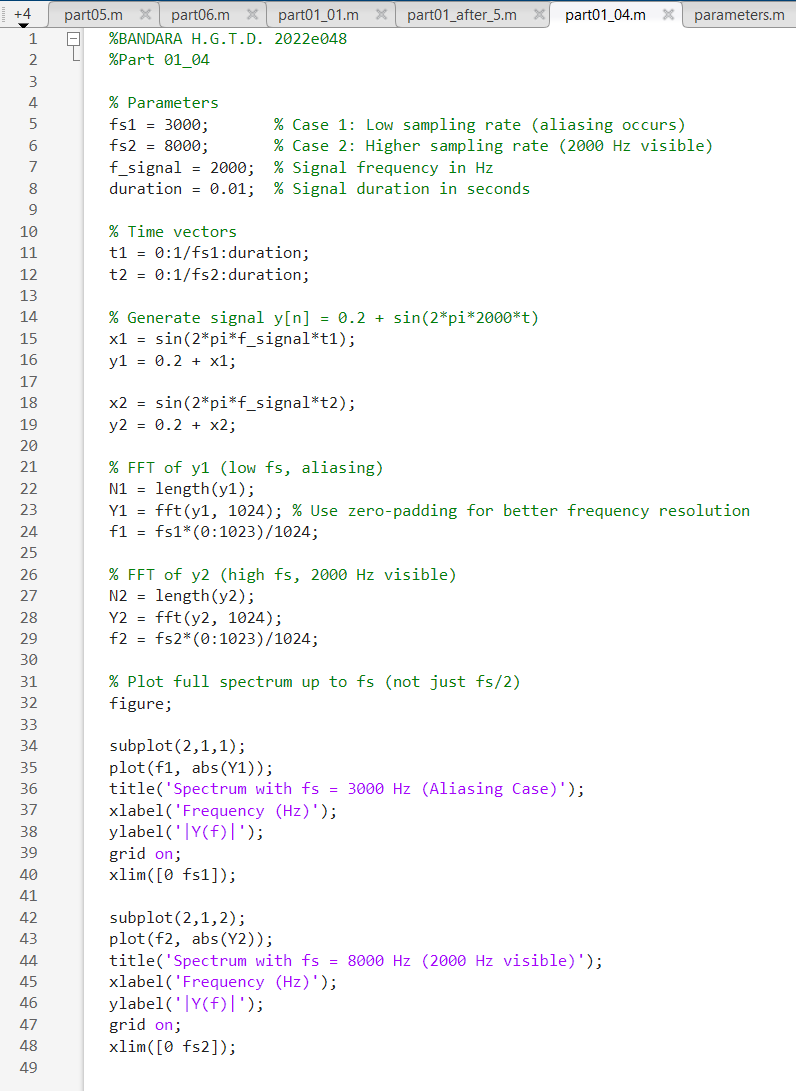 +4 part05.m part06.m part01_01.m part01_after_5.m part01_04.m parameters.m
1 %BANDARA H.G.T.D. 2022e048
2 %Part 01_04
3
4 % Parameters
5 fs1 = 3000;       % Case 1: Low sampling rate (aliasing occurs)
6 fs2 = 8000;       % Case 2: Higher sampling rate (2000 Hz visible)
7 f_signal = 2000;  % Signal frequency in Hz
8 duration = 0.01;  % Signal duration in seconds
9
10 % Time vectors
11 t1 = 0:1/fs1:duration;
12 t2 = 0:1/fs2:duration;
13
14 % Generate signal y[n] = 0.2 + sin(2*pi*2000*t)
15 x1 = sin(2*pi*f_signal*t1);
16 y1 = 0.2 + x1;
17
18 x2 = sin(2*pi*f_signal*t2);
19 y2 = 0.2 + x2;
20
21 % FFT of y1 (low fs, aliasing)
22 N1 = length(y1);
23 Y1 = fft(y1, 1024); % Use zero-padding for better frequency resolution
24 f1 = fs1*(0:1023)/1024;
25
26 % FFT of y2 (high fs, 2000 Hz visible)
27 N2 = length(y2);
28 Y2 = fft(y2, 1024);
29 f2 = fs2*(0:1023)/1024;
30
31 % Plot full spectrum up to fs (not just fs/2)
32 figure;
33
34 subplot(2,1,1);
35 plot(f1, abs(Y1));
36 title('Spectrum with fs = 3000 Hz (Aliasing Case)');
37 xlabel('Frequency (Hz)');
38 ylabel('|Y(f)|');
39 grid on;
40 xlim([0 fs1]);
41
42 subplot(2,1,2);
43 plot(f2, abs(Y2));
44 title('Spectrum with fs = 8000 Hz (2000 Hz visible)');
45 xlabel('Frequency (Hz)');
46 ylabel('|Y(f)|');
47 grid on;
48 xlim([0 fs2]);
49